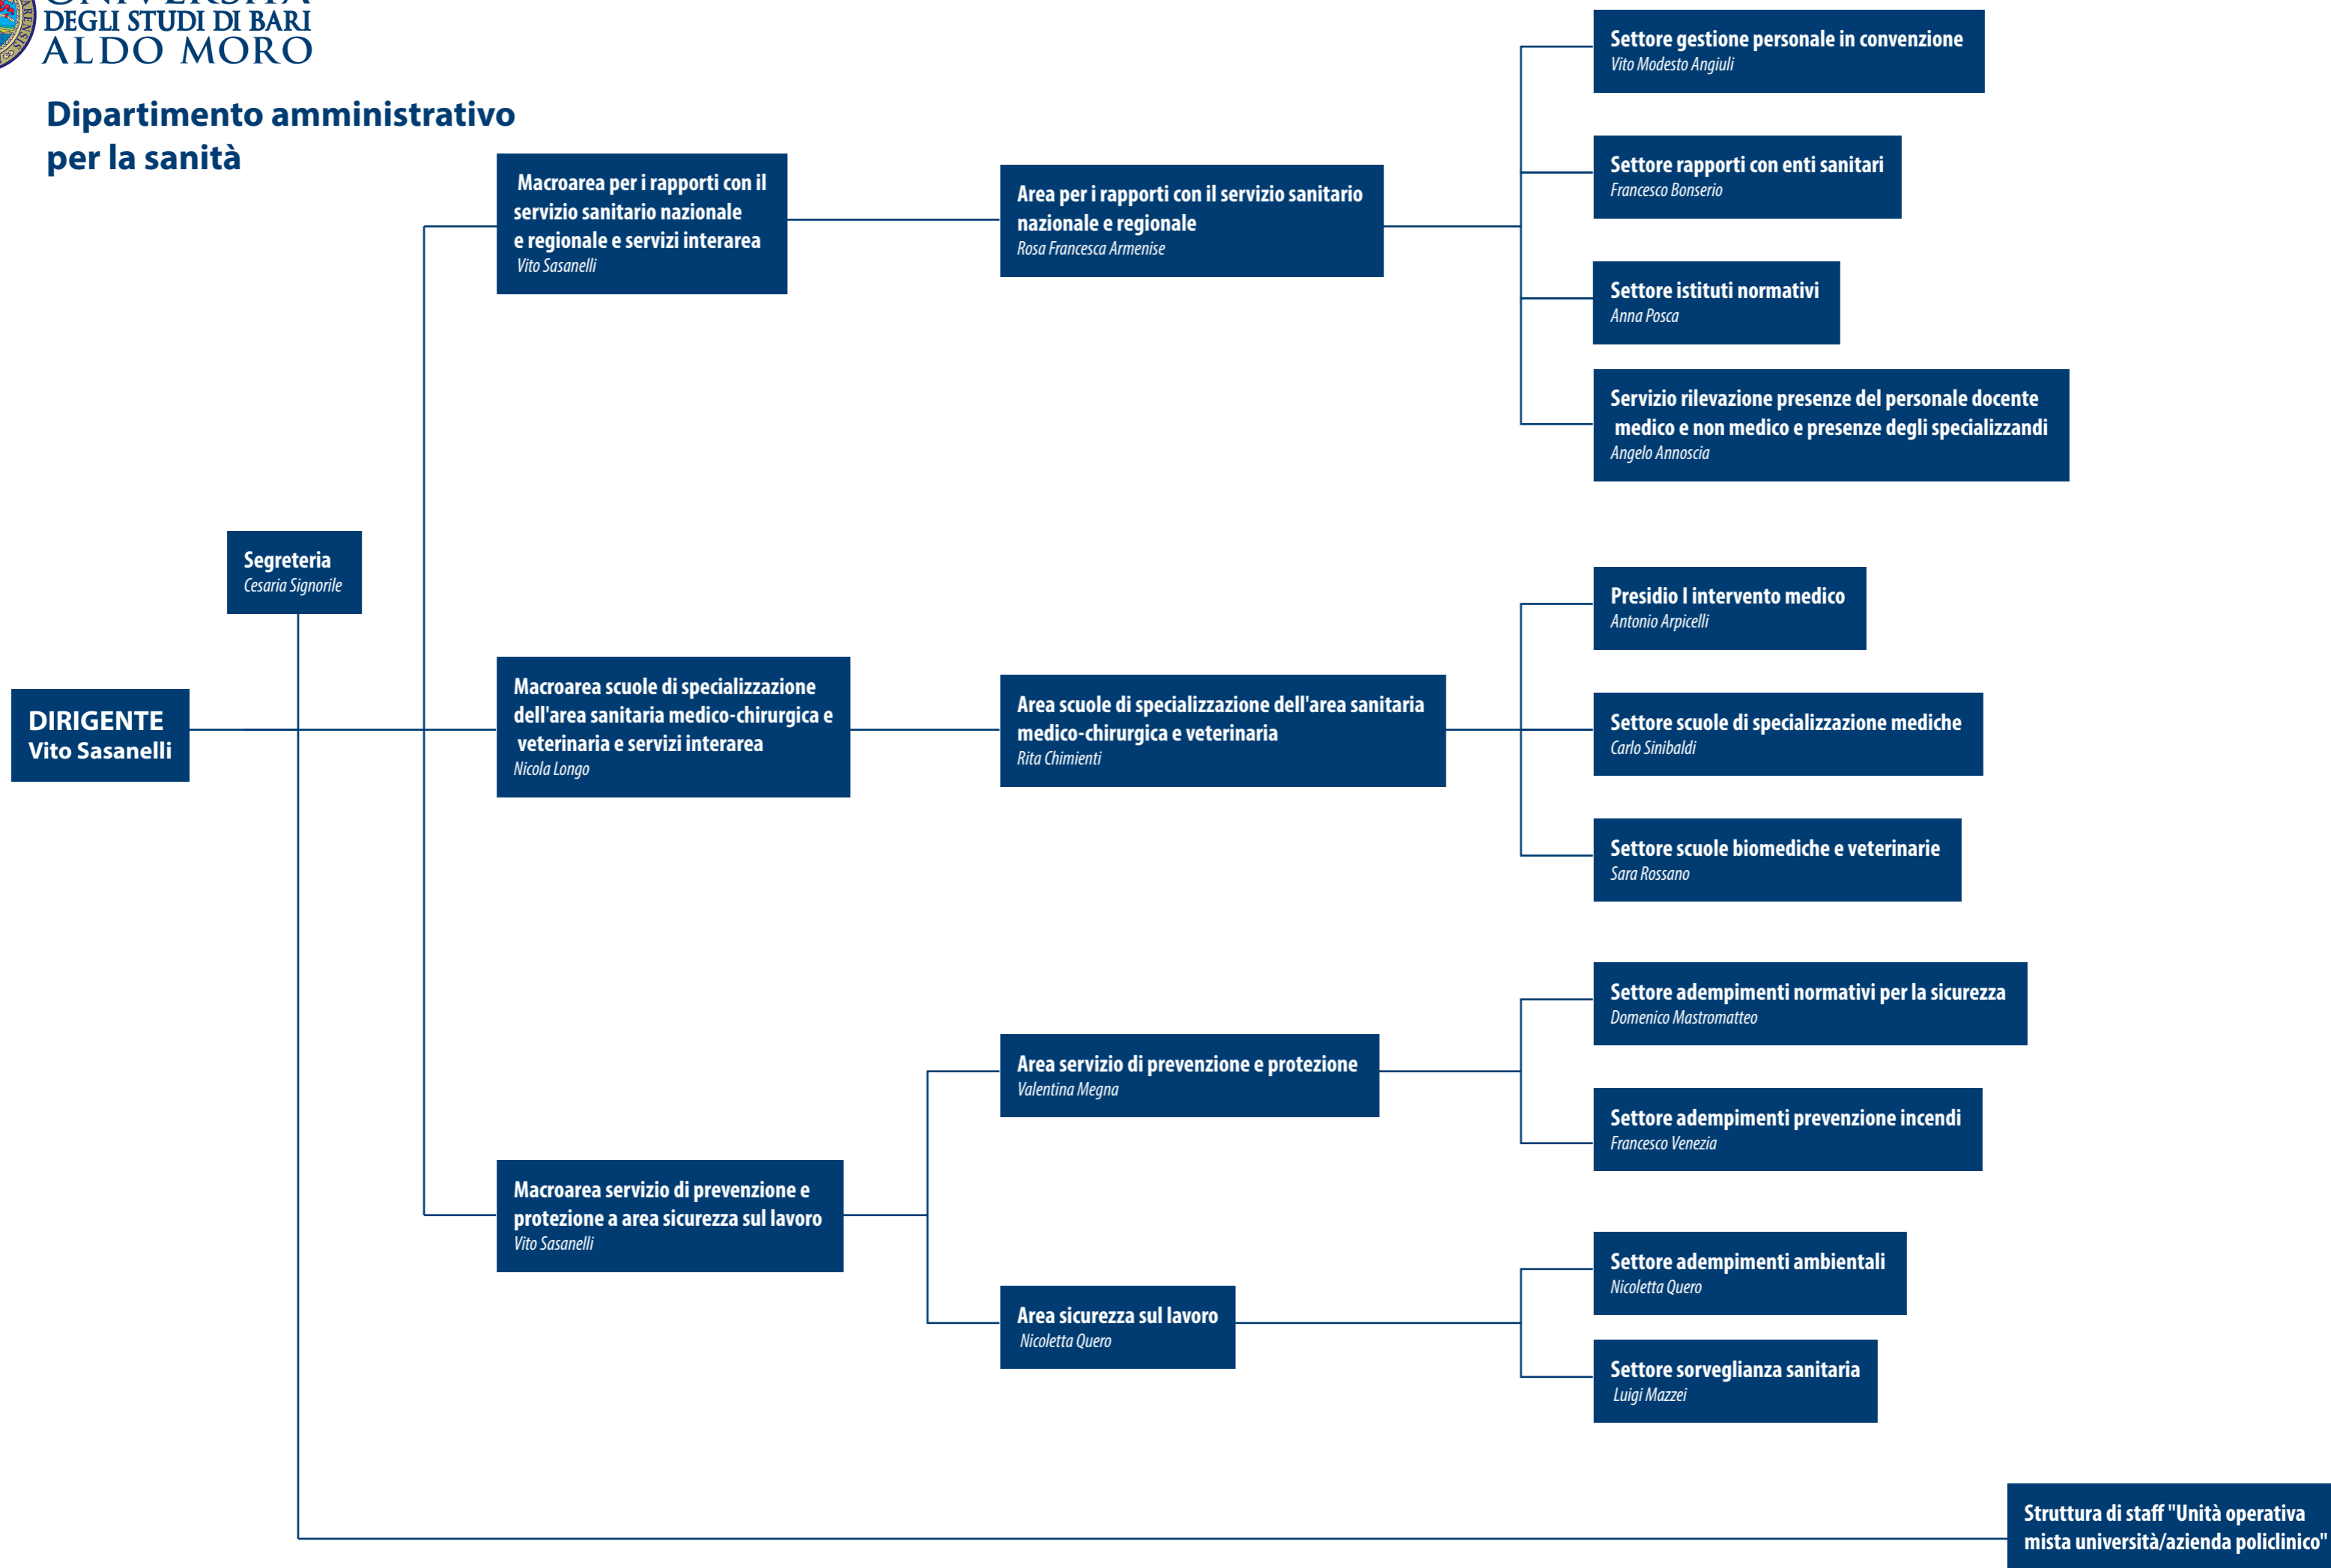 DEGLI STUDI DI BARI
ALDO MORO
Dipartimento amministrativo
per la sanità
DIRIGENTE
Vito Sasanelli
Segreteria
Cesaria Signorile
Macroarea per i rapporti con il
servizio sanitario nazionale
e regionale e servizi interarea
Vito Sasanelli
Area per i rapporti con il servizio sanitario
nazionale e regionale
Rosa Francesca Armenise
Settore gestione personale in convenzione
Vito Modesto Angiuli
Settore rapporti con enti sanitari
Francesco Bonserio
Settore istituti normativi
Anna Posca
Servizio rilevazione presenze del personale docente
medico e non medico e presenze degli specializzandi
Angelo Annoscia
Macroarea scuole di specializzazione
dell'area sanitaria medico-chirurgica e
veterinaria e servizi interarea
Nicola Longo
Area scuole di specializzazione dell'area sanitaria
medico-chirurgica e veterinaria
Rita Chimienti
Presidio I intervento medico
Antonio Arpicelli
Settore scuole di specializzazione mediche
Carlo Sinibaldi
Settore scuole biomediche e veterinarie
Sara Rossano
Macroarea servizio di prevenzione e
protezione a area sicurezza sul lavoro
Vito Sasanelli
Area servizio di prevenzione e protezione
Valentina Megna
Settore adempimenti normativi per la sicurezza
Domenico Mastromatteo
Settore adempimenti prevenzione incendi
Francesco Venezia
Area sicurezza sul lavoro
Nicoletta Quero
Settore adempimenti ambientali
Nicoletta Quero
Settore sorveglianza sanitaria
Luigi Mazzei
Struttura di staff "Unità operativa
mista università/azienda policlinico"